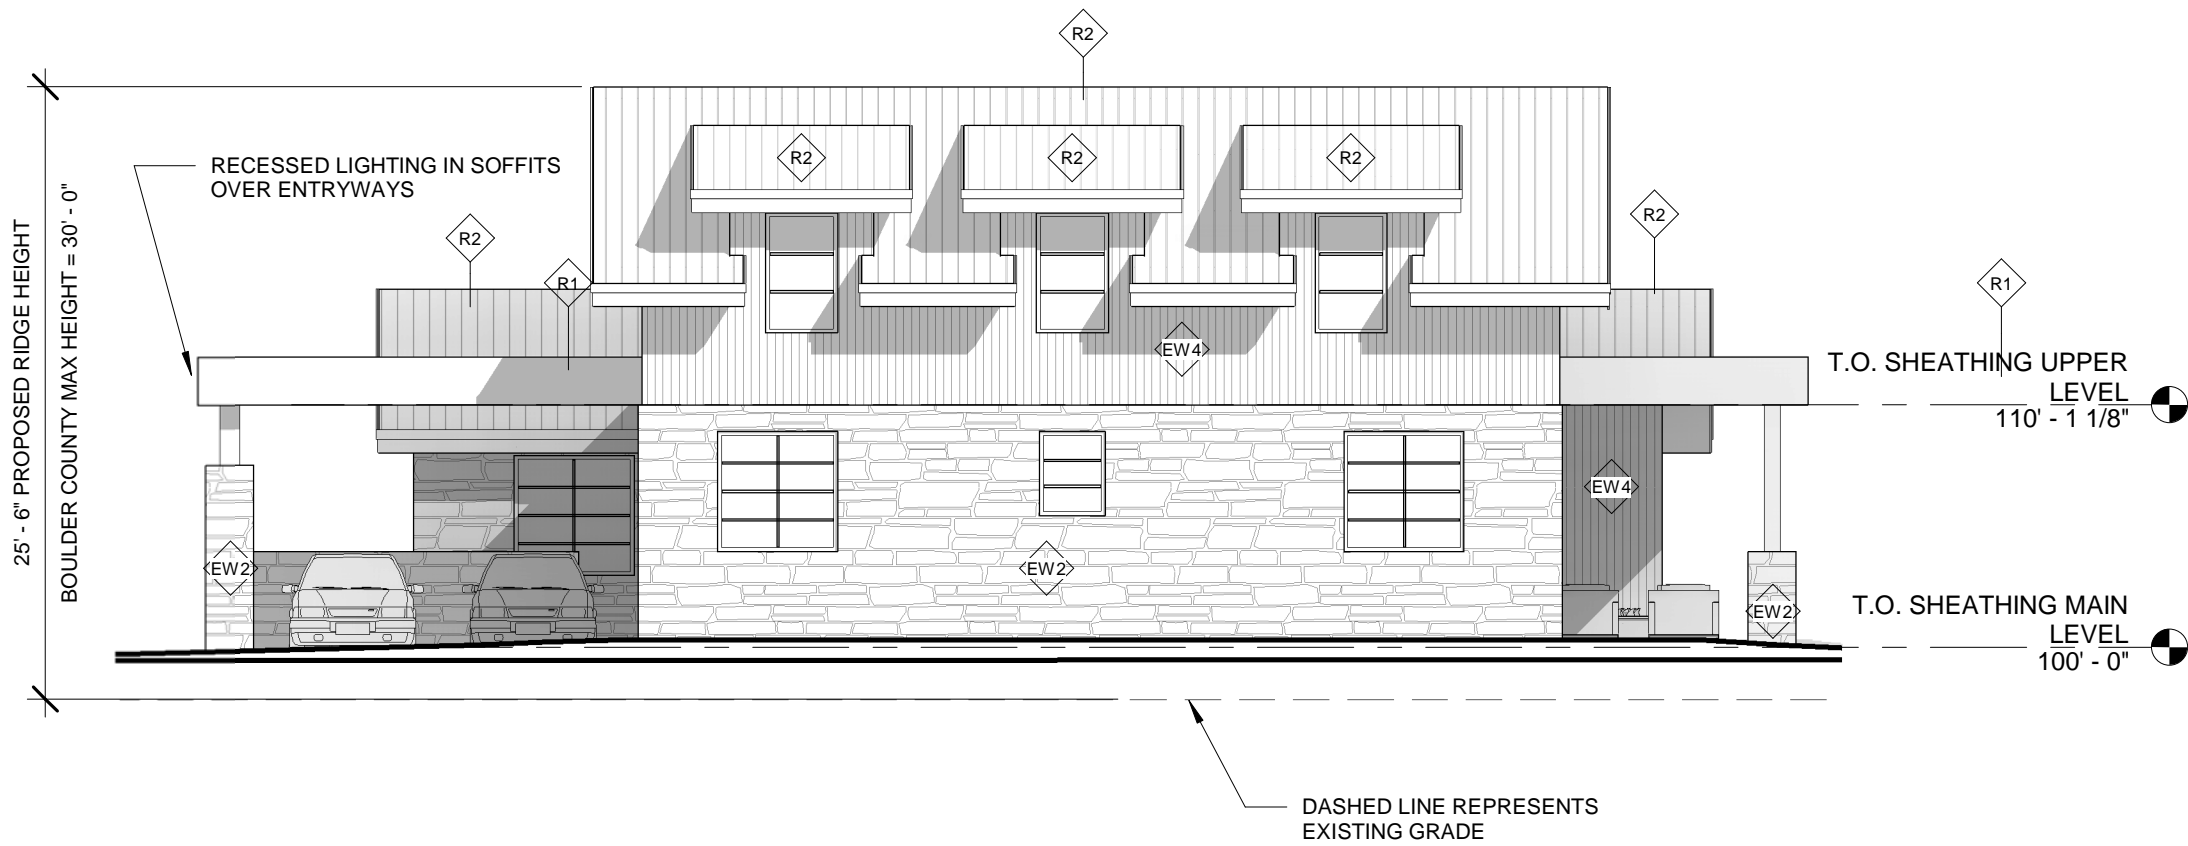 R2
RECESSED LIGHTING IN SOFFITS
OVER ENTRYWAYS
R2
R2
R2
R2
R2
R1
R1
25' - 6" PROPOSED RIDGE HEIGHT
BOULDER COUNTY MAX HEIGHT = 30' - 0"
EW4
T.O. SHEATHING UPPER
LEVEL
110' - 1 1/8"
EW4
EW2
EW2
EW2
T.O. SHEATHING MAIN
LEVEL
100' - 0"
DASHED LINE REPRESENTS
EXISTING GRADE